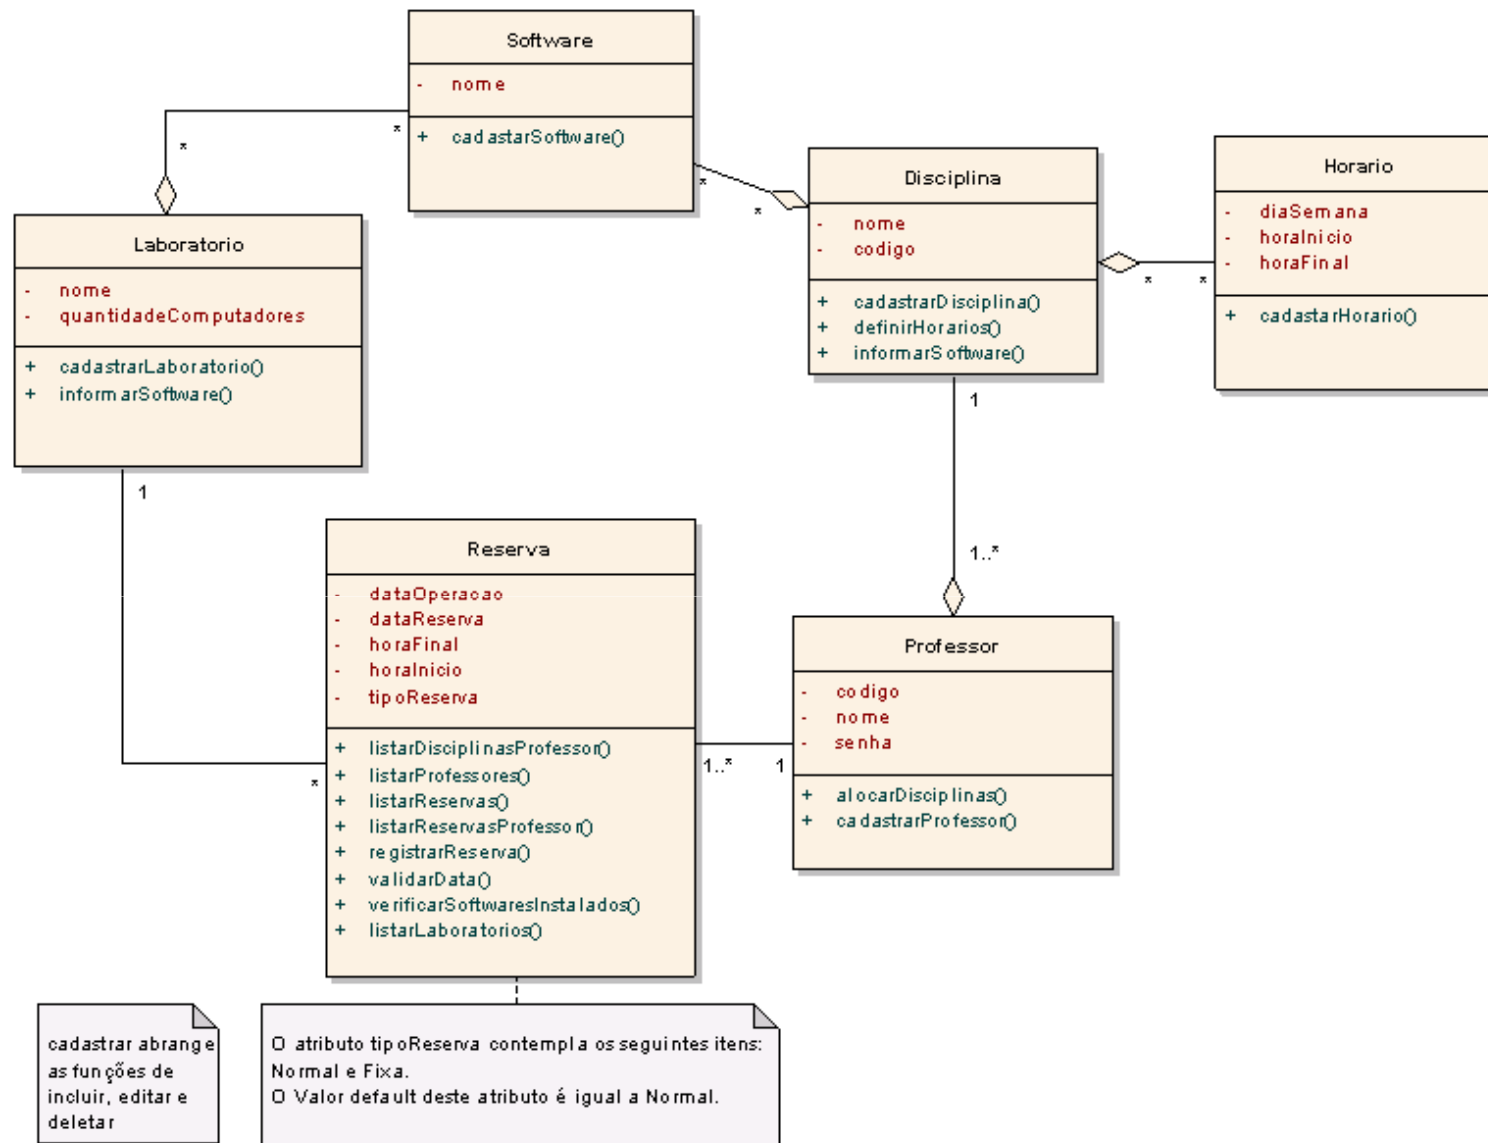 Software
- nome
+ cadastarSoftware()
*
*
Disciplina
- nome
- codigo
+ cadastrarDisciplina()
+ definirHorarios()
+ informarSoftware()
*
*
Horario
- diaSemana
- horaInicio
- horaFinal
+ cadastarHorario()
*
*
Laboratorio
- nome
- quantidadeComputadores
+ cadastrarLaboratorio()
+ informarSoftware()
1
*
1
1..*
Reserva
- dataOperacao
- dataReserva
- horaFinal
- horaInicio
- tipoReserva
+ listarDisciplinasProfessor()
+ listarProfessores()
+ listarReservas()
+ listarReservasProfessor()
+ registrarReserva()
+ validarData()
+ verificarSoftwaresInstalados()
+ listarLaboratorios()
1..*
1
Professor
- codigo
- nome
- senha
+ alocarDisciplinas()
+ cadastrarProfessor()
cadastrar abrange
as funções de
incluir, editar e
deletar
O atributo tipoReserva contempla os seguintes itens:
Normal e Fixa.
O Valor default deste atributo é igual a Normal.